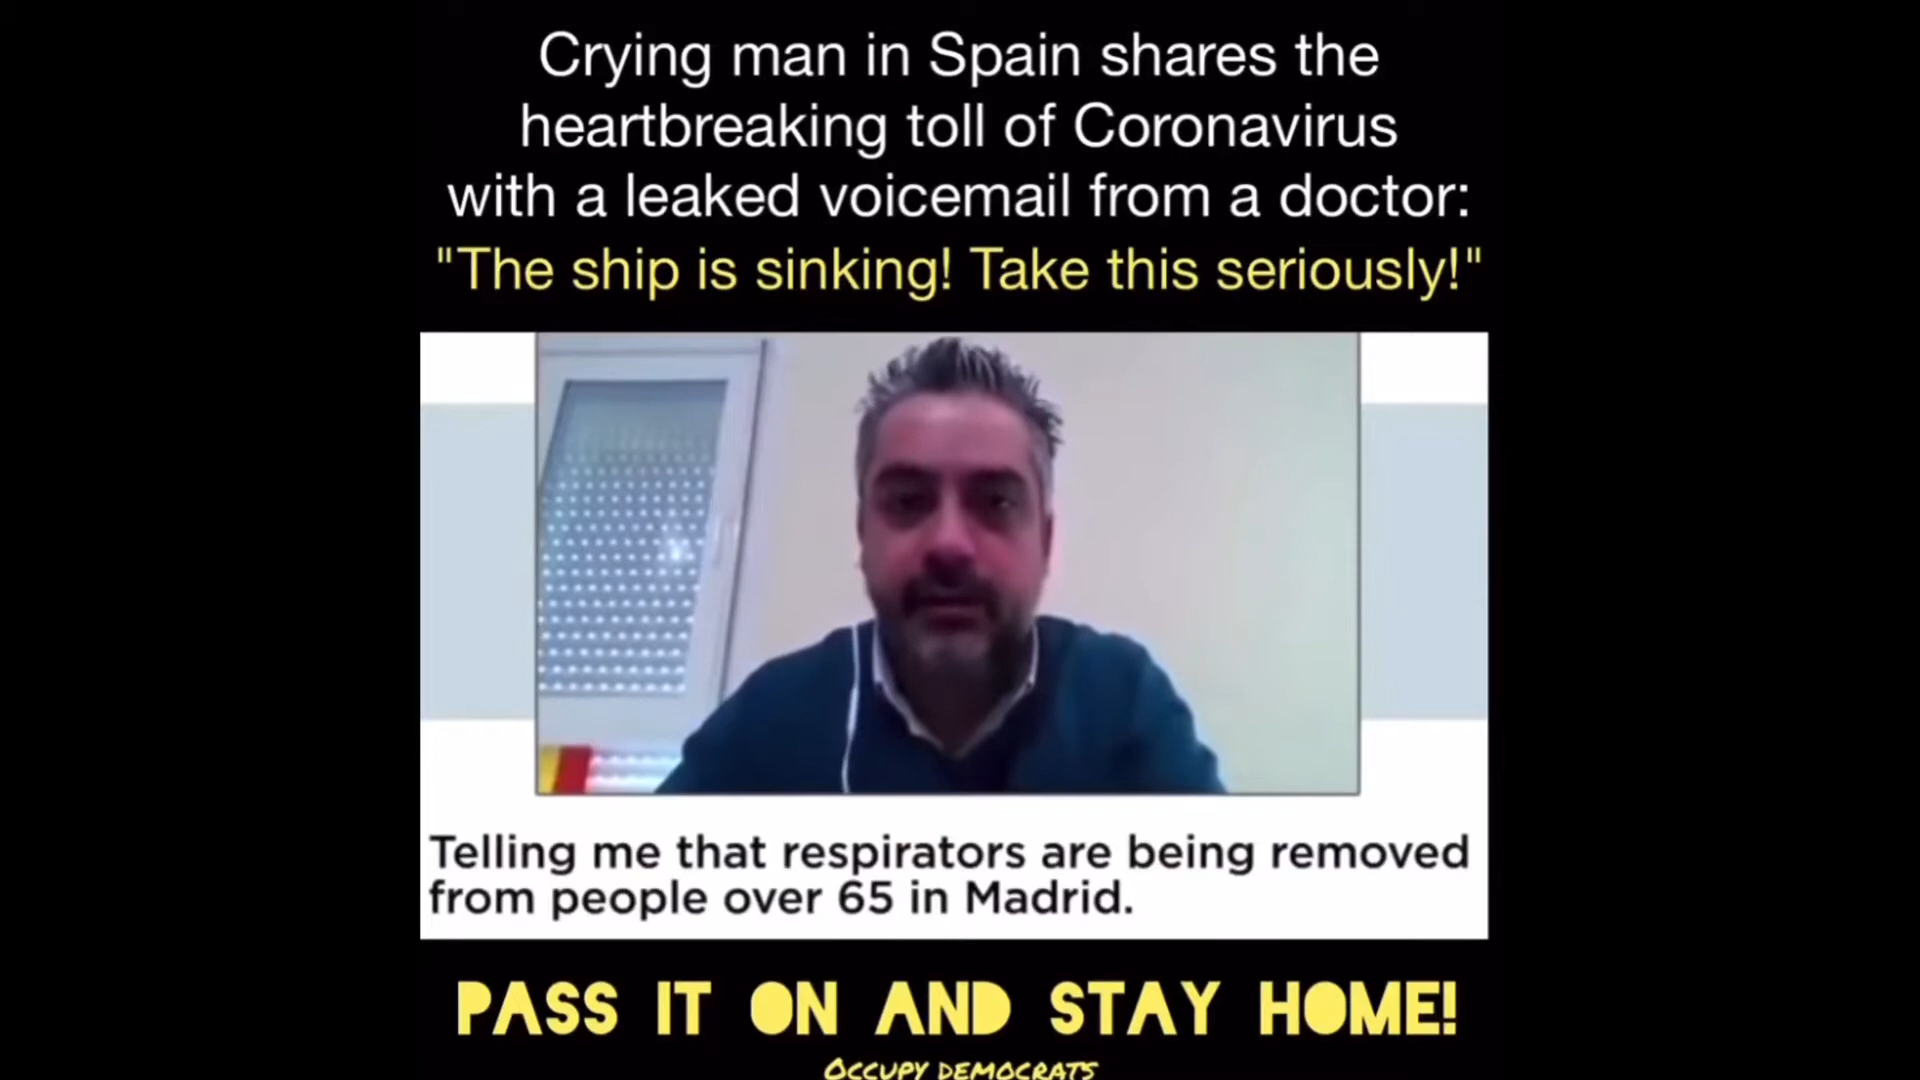 Crying man in Spain shares the
heartbreaking toll of Coronavirus
with a leaked voicemail from a doctor:
"The ship is sinking! Take this seriously!"
Telling me that respirators are being removed
from people over 65 in Madrid.
PASS IT ON AND STAY HOME!
OCCUPY DEMOCRATS